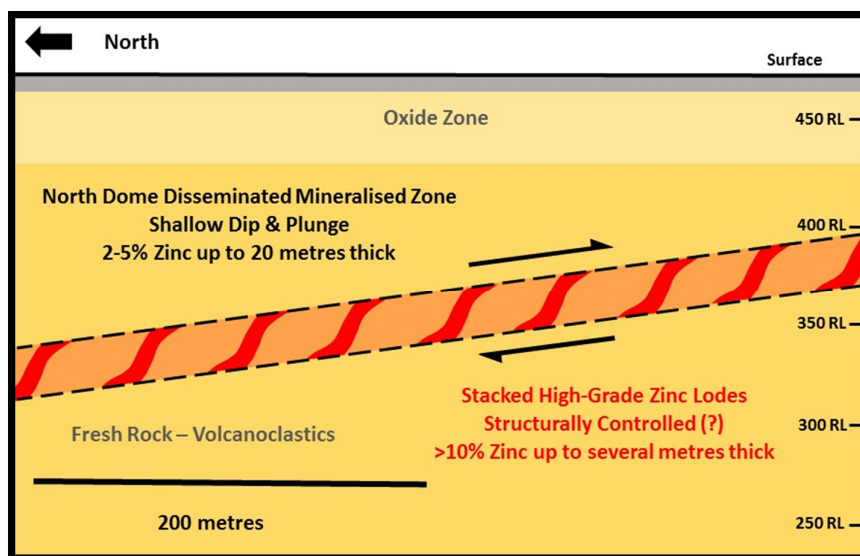 North
Surface
Oxide Zone
450 RL
North Dome Disseminated Mineralised Zone
Shallow Dip & Plunge
2-5% Zinc up to 20 metres thick
400 RL
350 RL
Stacked High-Grade Zinc Lodes
Structurally Controlled (?)
>10% Zinc up to several metres thick
300 RL
Fresh Rock – Volcanoclastics
200 metres
250 RL